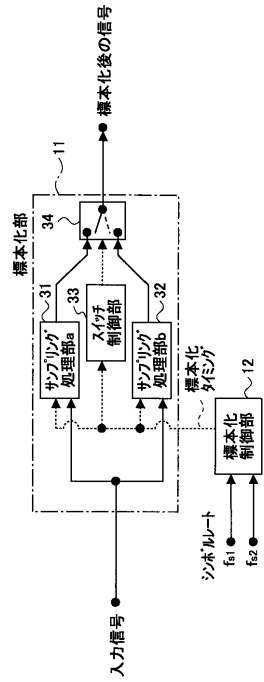 標本化部
11
31
サンプリング
処理部a
33
スイッチ
制御部
34
サンプリング
処理部b
32
入力信号
標本化後の信号
標本化
タイミング
12
標本化
制御部
シンボルレート
fs1
fs2